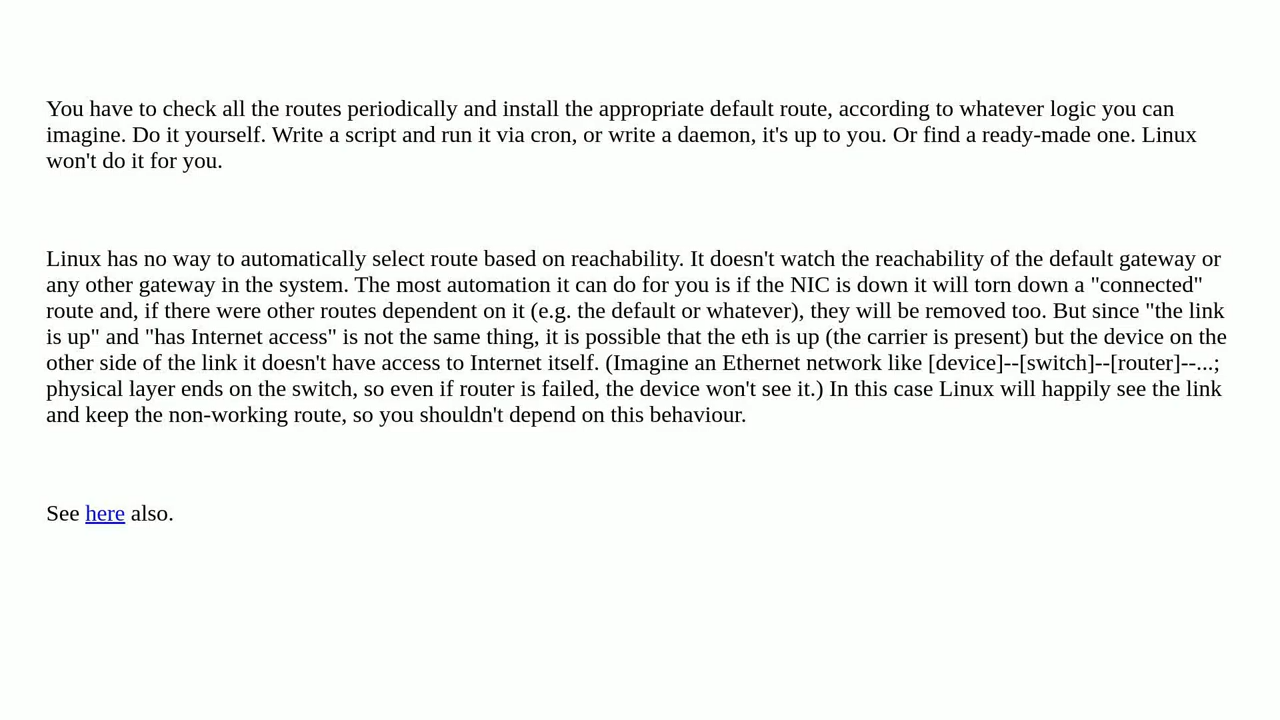 You have to check all the routes periodically and install the appropriate default route, according to whatever logic you can
imagine. Do it yourself. Write a script and run it via cron, or write a daemon, it's up to you. Or find a ready-made one. Linux
won't do it for you.
Linux has no way to automatically select route based on reachability. It doesn't watch the reachability of the default gateway or
any other gateway in the system. The most automation it can do for you is if the NIC is down it will torn down a "connected"
route and, if there were other routes dependent on it (e.g. the default or whatever), they will be removed too. But since "the link
is up" and "has Internet access" is not the same thing, it is possible that the eth is up (the carrier is present) but the device on the
other side of the link it doesn't have access to Internet itself. (Imagine an Ethernet network like [device]--[switch]--[router]--...;
physical layer ends on the switch, so even if router is failed, the device won't see it.) In this case Linux will happily see the link
and keep the non-working route, so you shouldn't depend on this behaviour.
See here also.